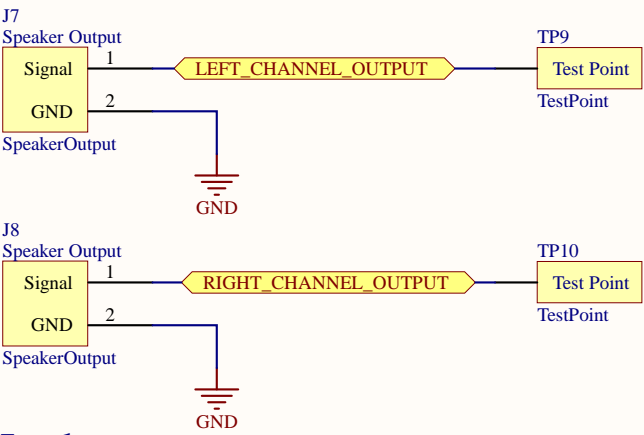 J7
Speaker Output
TP9
1
Signal
LEFT_CHANNEL_OUTPUT
Test Point
2
GND
TestPoint
SpeakerOutput
GND
J8
Speaker Output
TP10
1
Signal
RIGHT_CHANNEL_OUTPUT
Test Point
2
GND
TestPoint
SpeakerOutput
GND